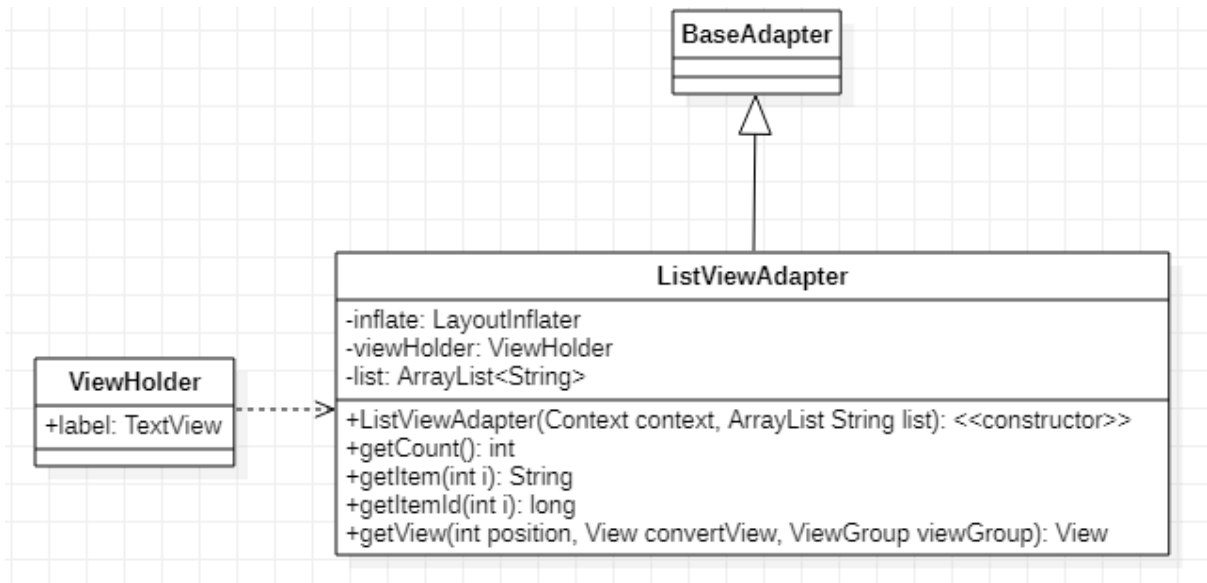 BaseAdapter
ListViewAdapter
-inflate: LayoutInflater
-viewHolder: ViewHolder
-list: ArrayList<String>
+ListViewAdapter(Context context, ArrayList String list): <<constructor>>
+getCount(): int
+getItem(int i): String
+getItemId(int i): long
+getView(int position, View convertView, ViewGroup viewGroup): View
ViewHolder
+label: TextView